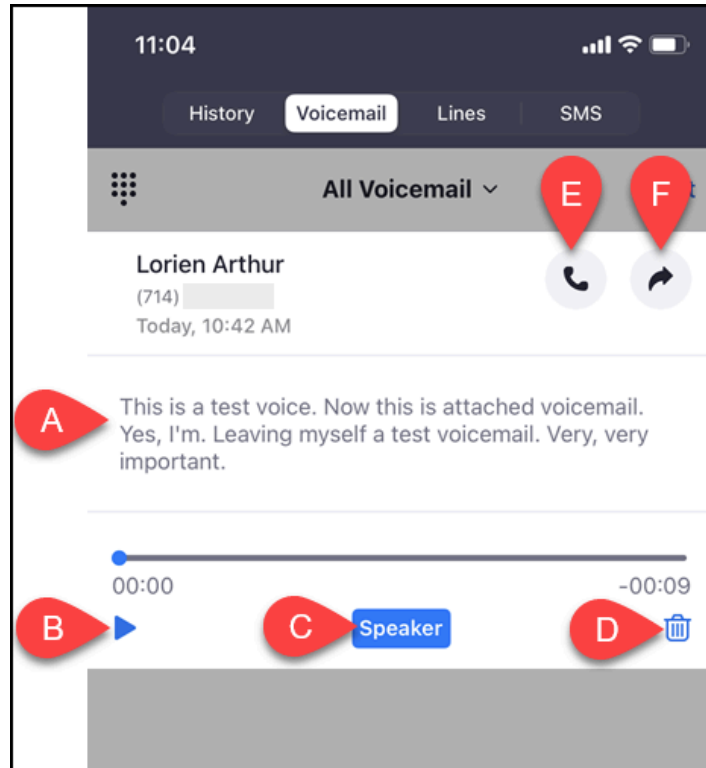 11:04
History Voicemail Lines SMS
All Voicemail E F
Lorien Arthur
(714)
Today, 10:42 AM
A
This is a test voice. Now this is attached voicemail.
Yes, I'm. Leaving myself a test voicemail. Very, very
important.
00:00 -00:09
B C Speaker D